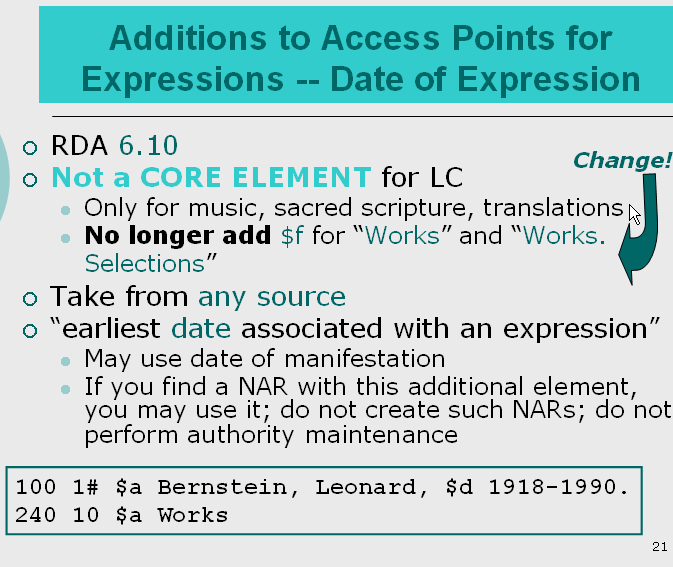 Additions to Access Points for
Expressions -- Date of Expression
RDA 6.10
Change!
Not a CORE ELEMENT for LC
Only for music, sacred scripture, translations
No longer add $f for “Works” and “Works.
Selections”
Take from any source
“earliest date associated with an expression”
May use date of manifestation
If you find a NAR with this additional element,
you may use it; do not create such NARs; do not
perform authority maintenance
100 1# $a Bernstein, Leonard, $d 1918-1990.
240 10 $a Works
21